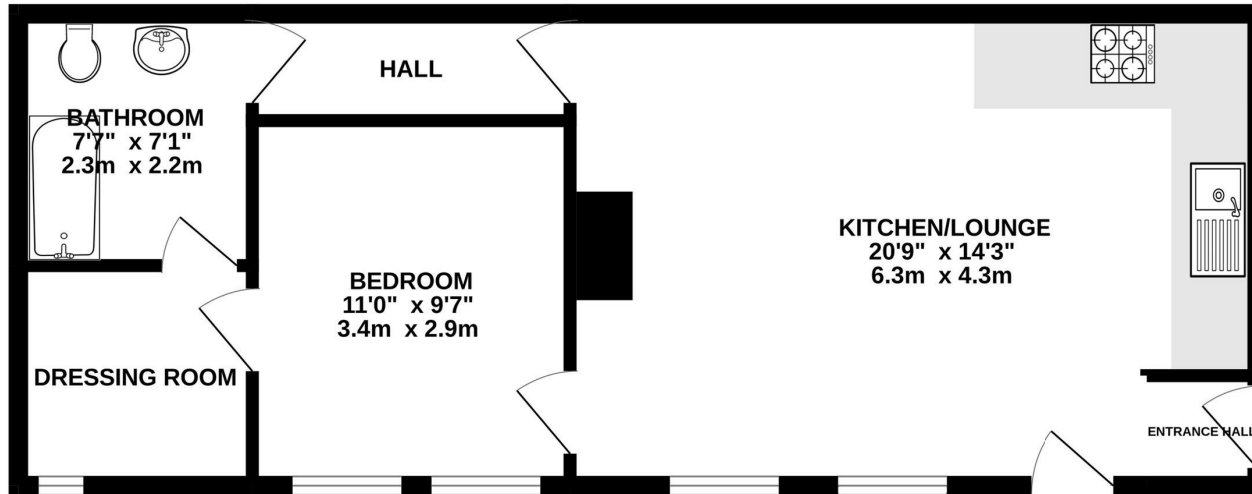 HALL
BATHROOM
7'7" x 7'1"
2.3m x 2.2m
KITCHEN/LOUNGE
20'9" x 14'3"
6.3m x 4.3m
BEDROOM
11'0" x 9'7"
3.4m x 2.9m
DRESSING ROOM
ENTRANCE HALL